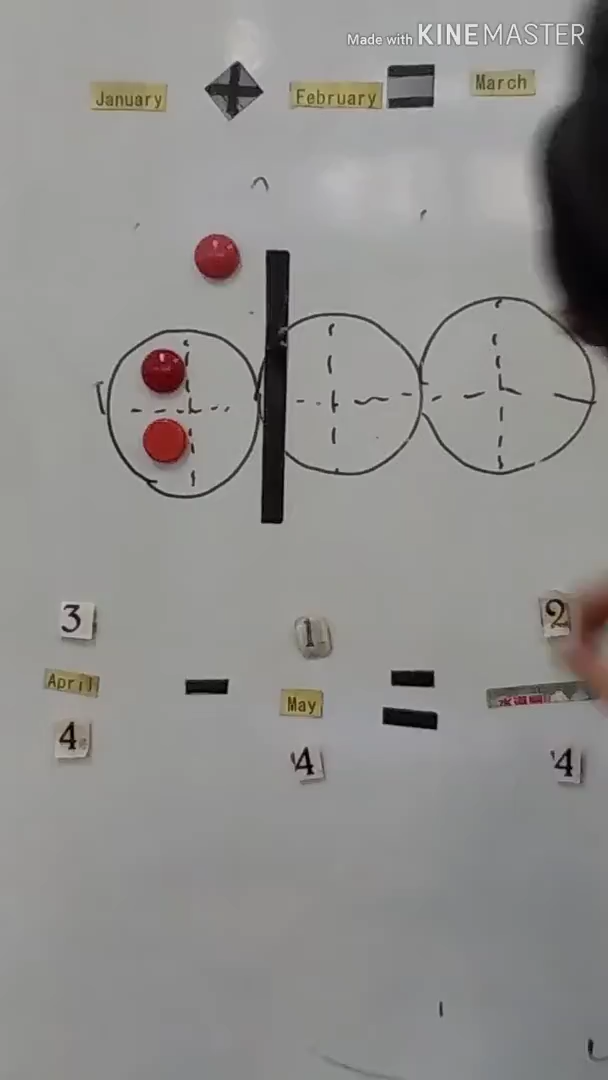 Made with KINEMASTER
January February March
3 1 2
April - May =
4 4 4